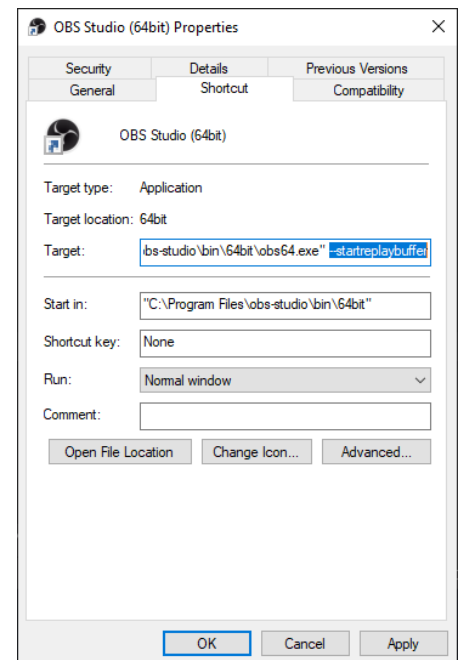 OBS Studio (64bit) Properties
Security Details Previous Versions
General Shortcut Compatibility
OBS Studio (64bit)
Target type: Application
Target location: 64bit
Target: obs-studio\bin\64bit\obs64.exe" --startreplaybuffer
Start in: "C:\Program Files\obs-studio\bin\64bit"
Shortcut key: None
Run: Normal window
Comment:
Open File Location Change Icon... Advanced...
OK Cancel Apply